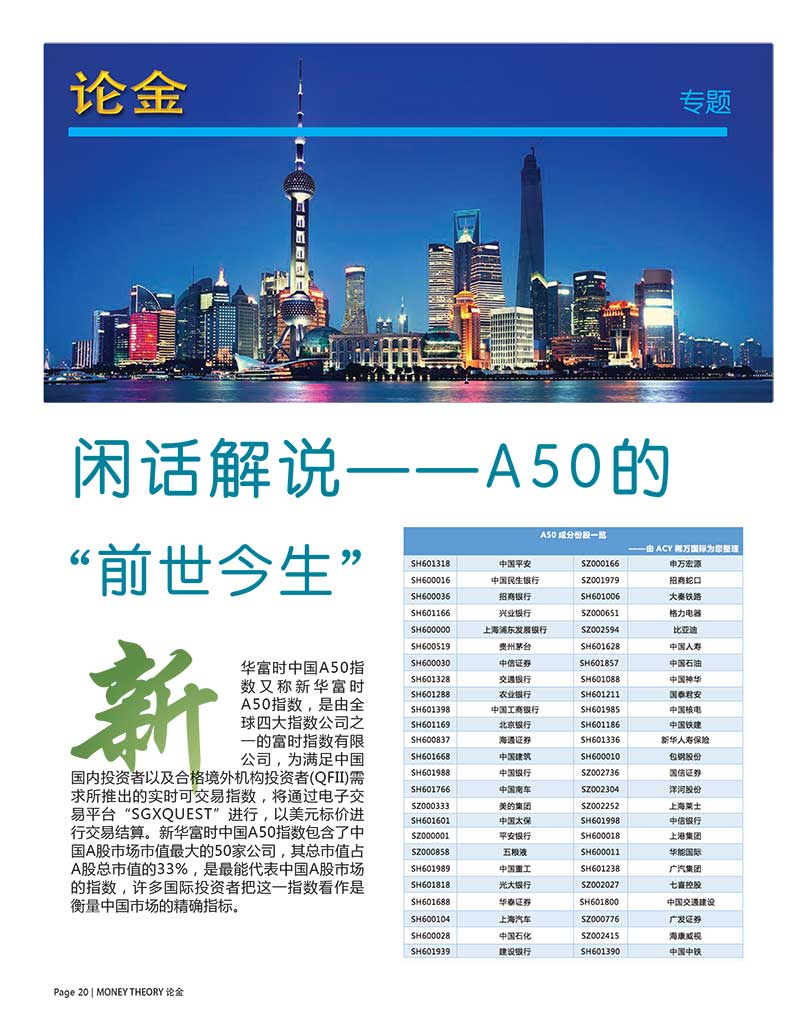 论金
专题
闲话解说——A50的
“前世今生”
新
华富时中国A50指
数又称新华富时
A50指数，是由全
球四大指数公司之
一的富时指数有限
公司，为满足中国
国内投资者以及合格境外机构投资者(QFII)需
求所推出的实时可交易指数，将通过电子交
易平台“SGXQUEST”进行，以美元标价进
行交易结算。新华富时中国A50指数包含了中
国A股市场市值最大的50家公司，其总市值占
A股总市值的33%，是最能代表中国A股市场
的指数，许多国际投资者把这一指数看作是
衡量中国市场的精确指标。
A50 成分份股一览
——由 ACY 稀万国际为您整理
SH601318 中国平安 SZ000166 申万宏源
SH600016 中国民生银行 SZ001979 招商蛇口
SH600036 招商银行 SH601006 大秦铁路
SH601166 兴业银行 SZ000651 格力电器
SH600000 上海浦东发展银行 SZ002594 比亚迪
SH600519 贵州茅台 SH601628 中国人寿
SH600030 中信证券 SH601857 中国石油
SH601328 交通银行 SH601088 中国神华
SH601288 农业银行 SH601211 国泰君安
SH601398 中国工商银行 SH601985 中国核电
SH601169 北京银行 SH601186 中国铁建
SH600837 海通证券 SH601336 新华人寿保险
SH601668 中国建筑 SH600010 包钢股份
SH601988 中国银行 SZ002736 国信证券
SH601766 中国南车 SZ002304 洋河股份
SZ000333 美的集团 SZ002252 上海莱士
SH601601 中国太保 SH601998 中信银行
SZ000001 平安银行 SH600018 上港集团
SZ000858 五粮液 SH600011 华能国际
SH601989 中国重工 SH601238 广汽集团
SH601818 光大银行 SZ002027 七喜控股
SH601688 华泰证券 SH601800 中国交通建设
SH600104 上海汽车 SZ000776 广发证券
SH600028 中国石化 SZ002415 海康威视
SH601939 建设银行 SH601390 中国中铁
Page 20 | MONEY THEORY 论金